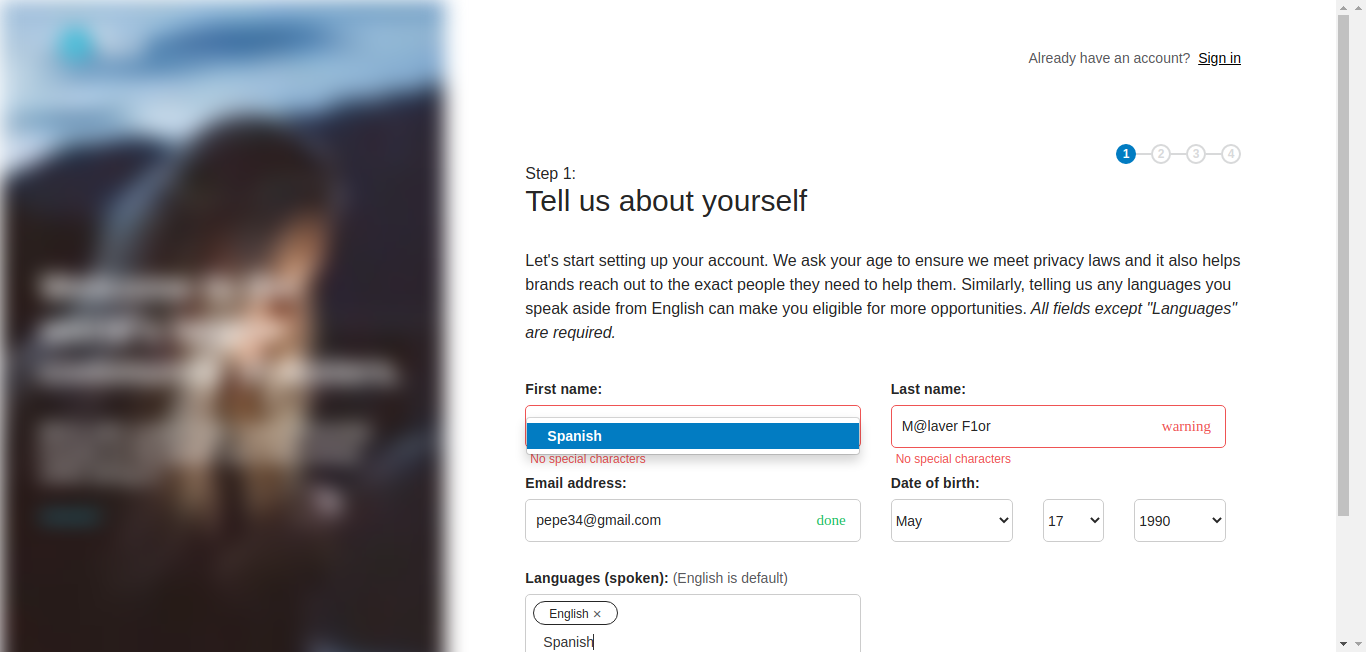 Already have an account? Sign in
1 2 3 4
Step 1:
Tell us about yourself
Let's start setting up your account. We ask your age to ensure we meet privacy laws and it also helps
brands reach out to the exact people they need to help them. Similarly, telling us any languages you
speak aside from English can make you eligible for more opportunities. All fields except "Languages"
are required.
First name: Last name:
Spanish M@laver F1or warning
No special characters No special characters
Email address: Date of birth:
pepe34@gmail.com done May 17 1990
Languages (spoken): (English is default)
English ×
Spanish